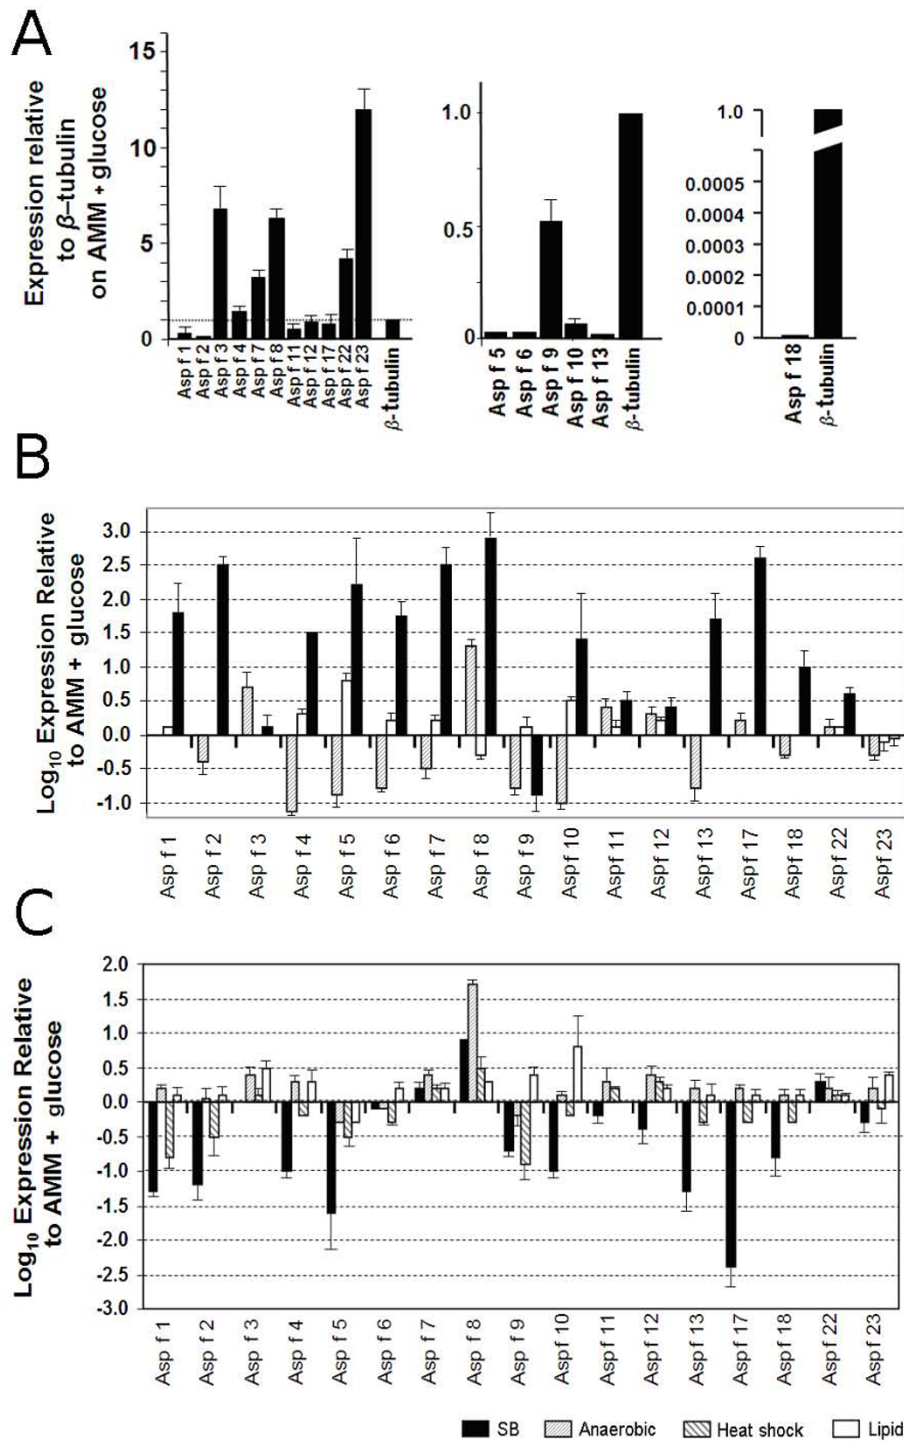 A
Expression relative
to β–tubulin
on AMM + glucose
15
10
5
0
Asp f 1
Asp f 2
Asp f 3
Asp f 4
Asp f 7
Asp f 8
Asp f 11
Asp f 12
Asp f 17
Asp f 22
Asp f 23
β-tubulin
1.0
0.5
0
Asp f 5
Asp f 6
Asp f 9
Asp f 10
Asp f 13
β-tubulin
1.0
0.0005
0.0004
0.0003
0.0002
0.0001
0
Asp f 18
β-tubulin
B
Log10 Expression Relative
to AMM + glucose
3.0
2.5
2.0
1.5
1.0
0.5
0.0
-0.5
-1.0
Asp f 1
Asp f 2
Asp f 3
Asp f 4
Asp f 5
Asp f 6
Asp f 7
Asp f 8
Asp f 9
Aspf 10
Asp f 11
Asp f 12
Aspf 13
Asp f 17
Aspf 18
Aspf 22
Aspf 23
C
Log10 Expression Relative
to AMM + glucose
2.0
1.5
1.0
0.5
0.0
-0.5
-1.0
-1.5
-2.0
-2.5
-3.0
Asp f 1
Asp f 2
Asp f 3
Asp f 4
Asp f 5
Asp f 6
Asp f 7
Asp f 8
Asp f 9
Aspf 10
Asp f 11
Asp f 12
Asp f 13
Asp f 17
Asp f 18
Asp f 22
Asp f 23
SB Anaerobic Heat shock Lipid